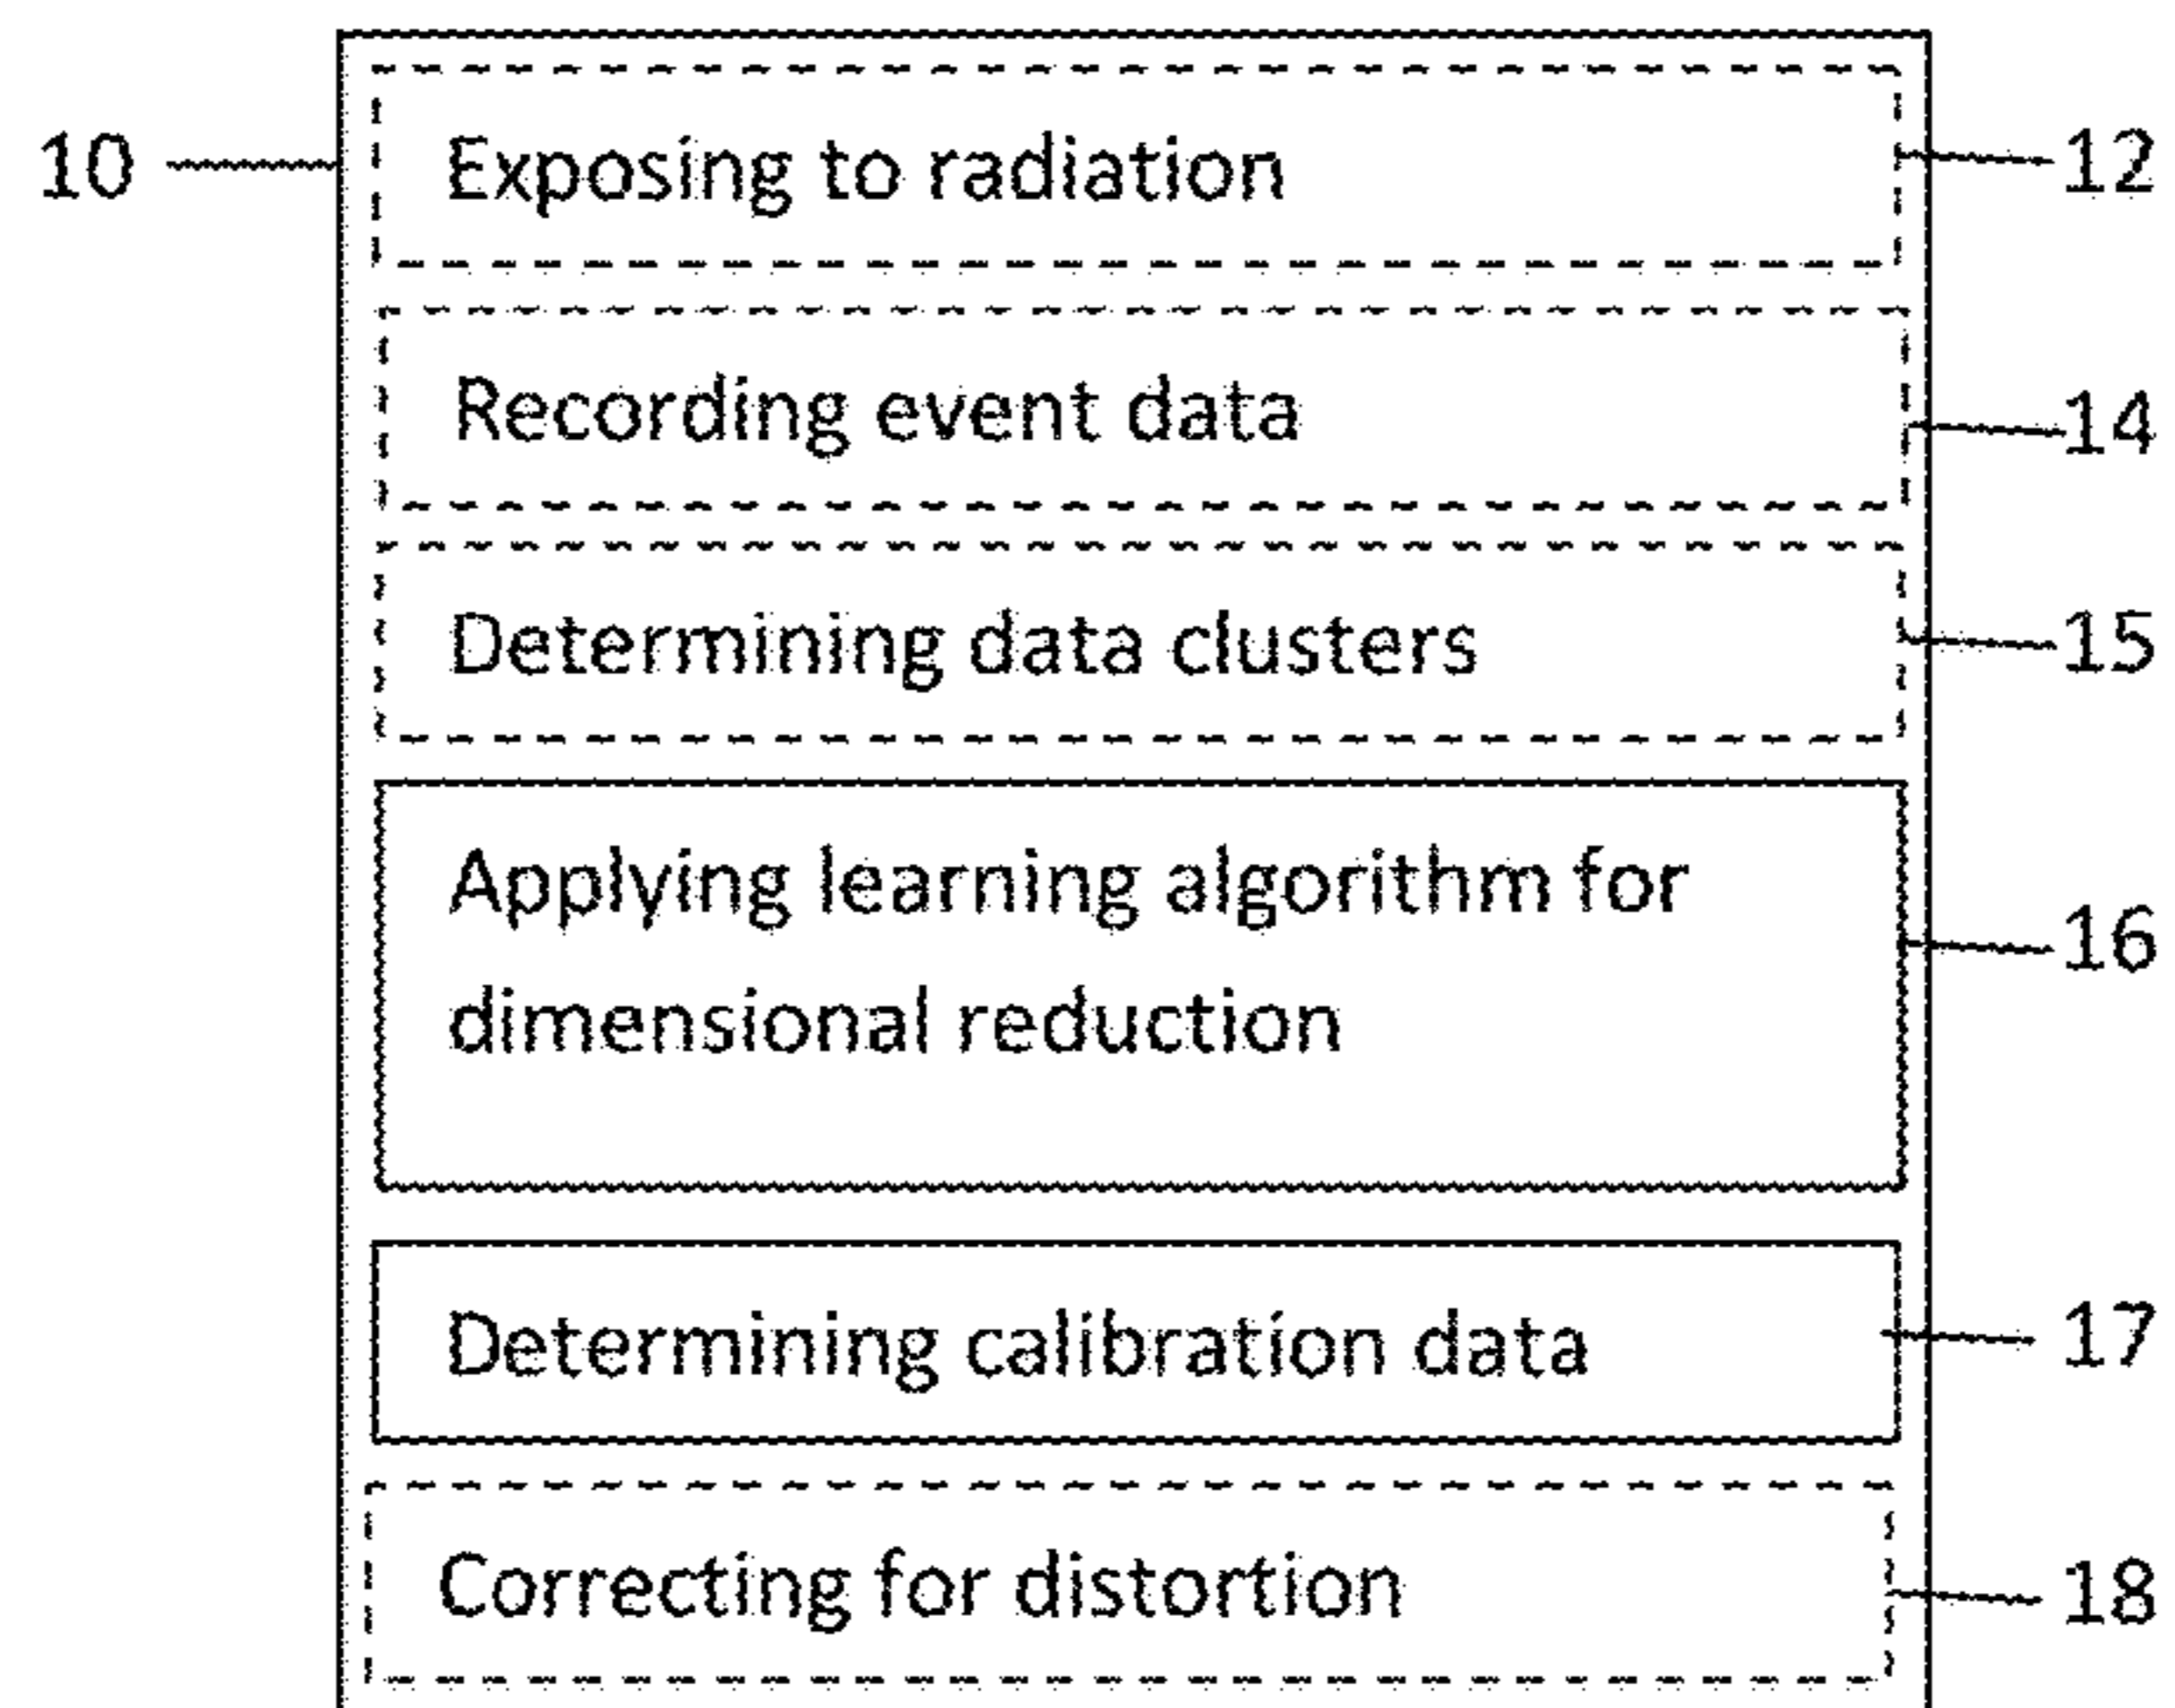 10
Exposing to radiation
12
Recording event data
14
Determining data clusters
15
Applying learning algorithm for
dimensional reduction
16
Determining calibration data
17
Correcting for distortion
18